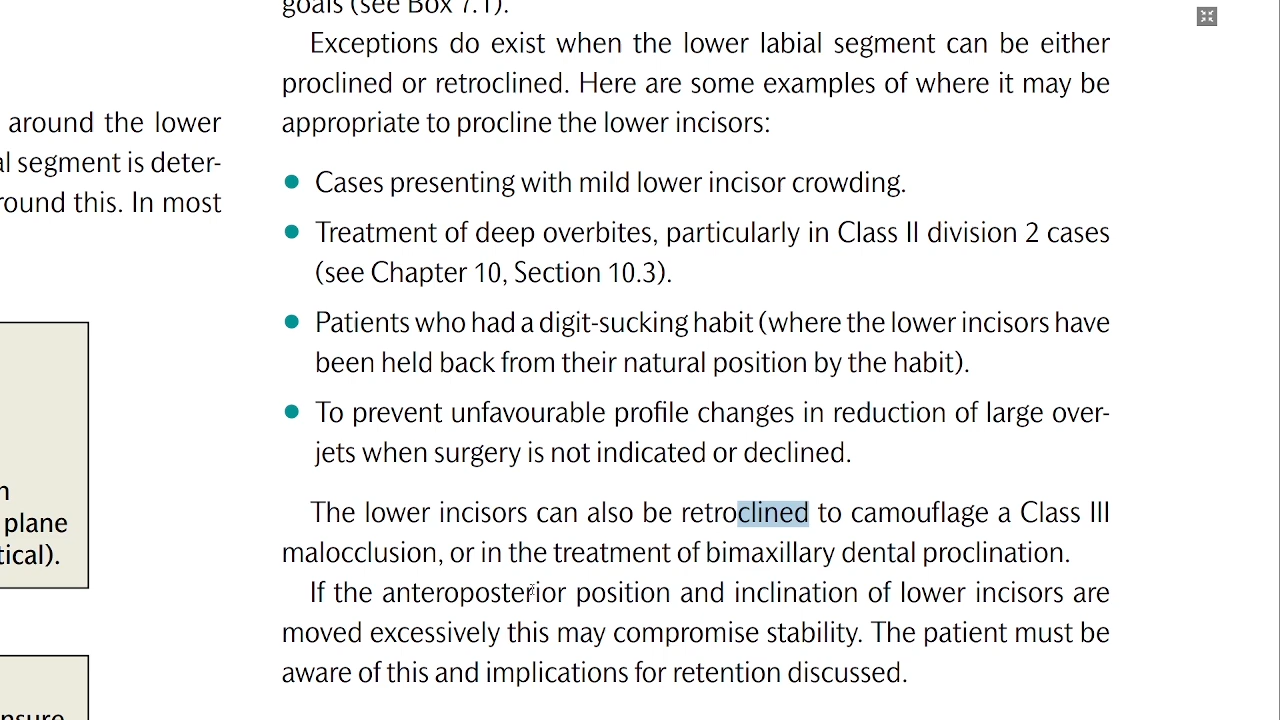 around the lower
al segment is deter-
round this. In most
n
plane
tical).
nsure
goals (see Box 7.1).
Exceptions do exist when the lower labial segment can be either
proclined or retroclined. Here are some examples of where it may be
appropriate to procline the lower incisors:
● Cases presenting with mild lower incisor crowding.
● Treatment of deep overbites, particularly in Class II division 2 cases
(see Chapter 10, Section 10.3).
● Patients who had a digit-sucking habit (where the lower incisors have
been held back from their natural position by the habit).
● To prevent unfavourable profile changes in reduction of large over-
jets when surgery is not indicated or declined.
The lower incisors can also be retroclined to camouflage a Class III
malocclusion, or in the treatment of bimaxillary dental proclination.
If the anteroposterior position and inclination of lower incisors are
moved excessively this may compromise stability. The patient must be
aware of this and implications for retention discussed.